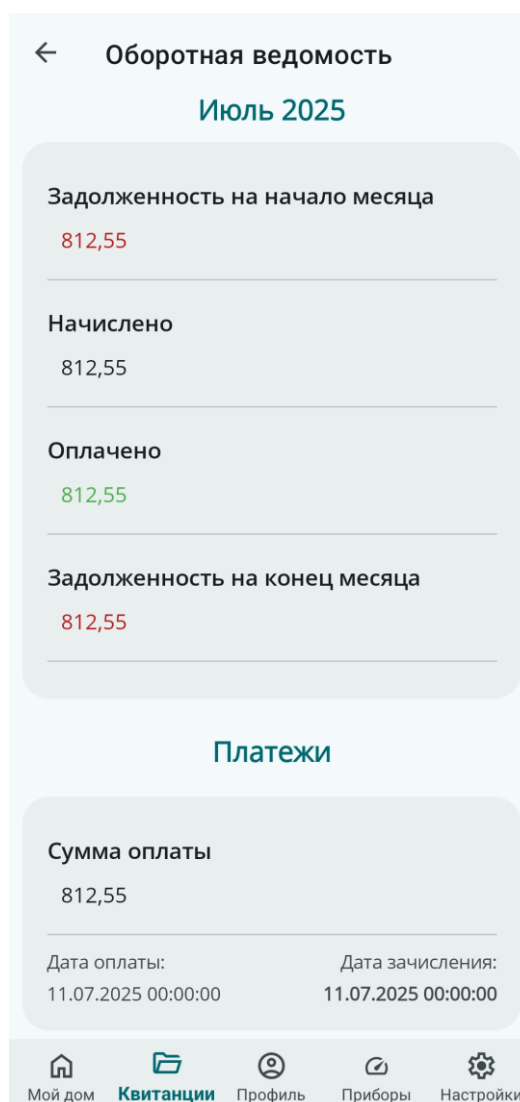 Оборотная ведомость
Июль 2025
Задолженность на начало месяца
812,55
Начислено
812,55
Оплачено
812,55
Задолженность на конец месяца
812,55
Платежи
Сумма оплаты
812,55
Дата оплаты: Дата зачисления:
11.07.2025 00:00:00 11.07.2025 00:00:00
Мой дом Квитанции Профиль Приборы Настройки